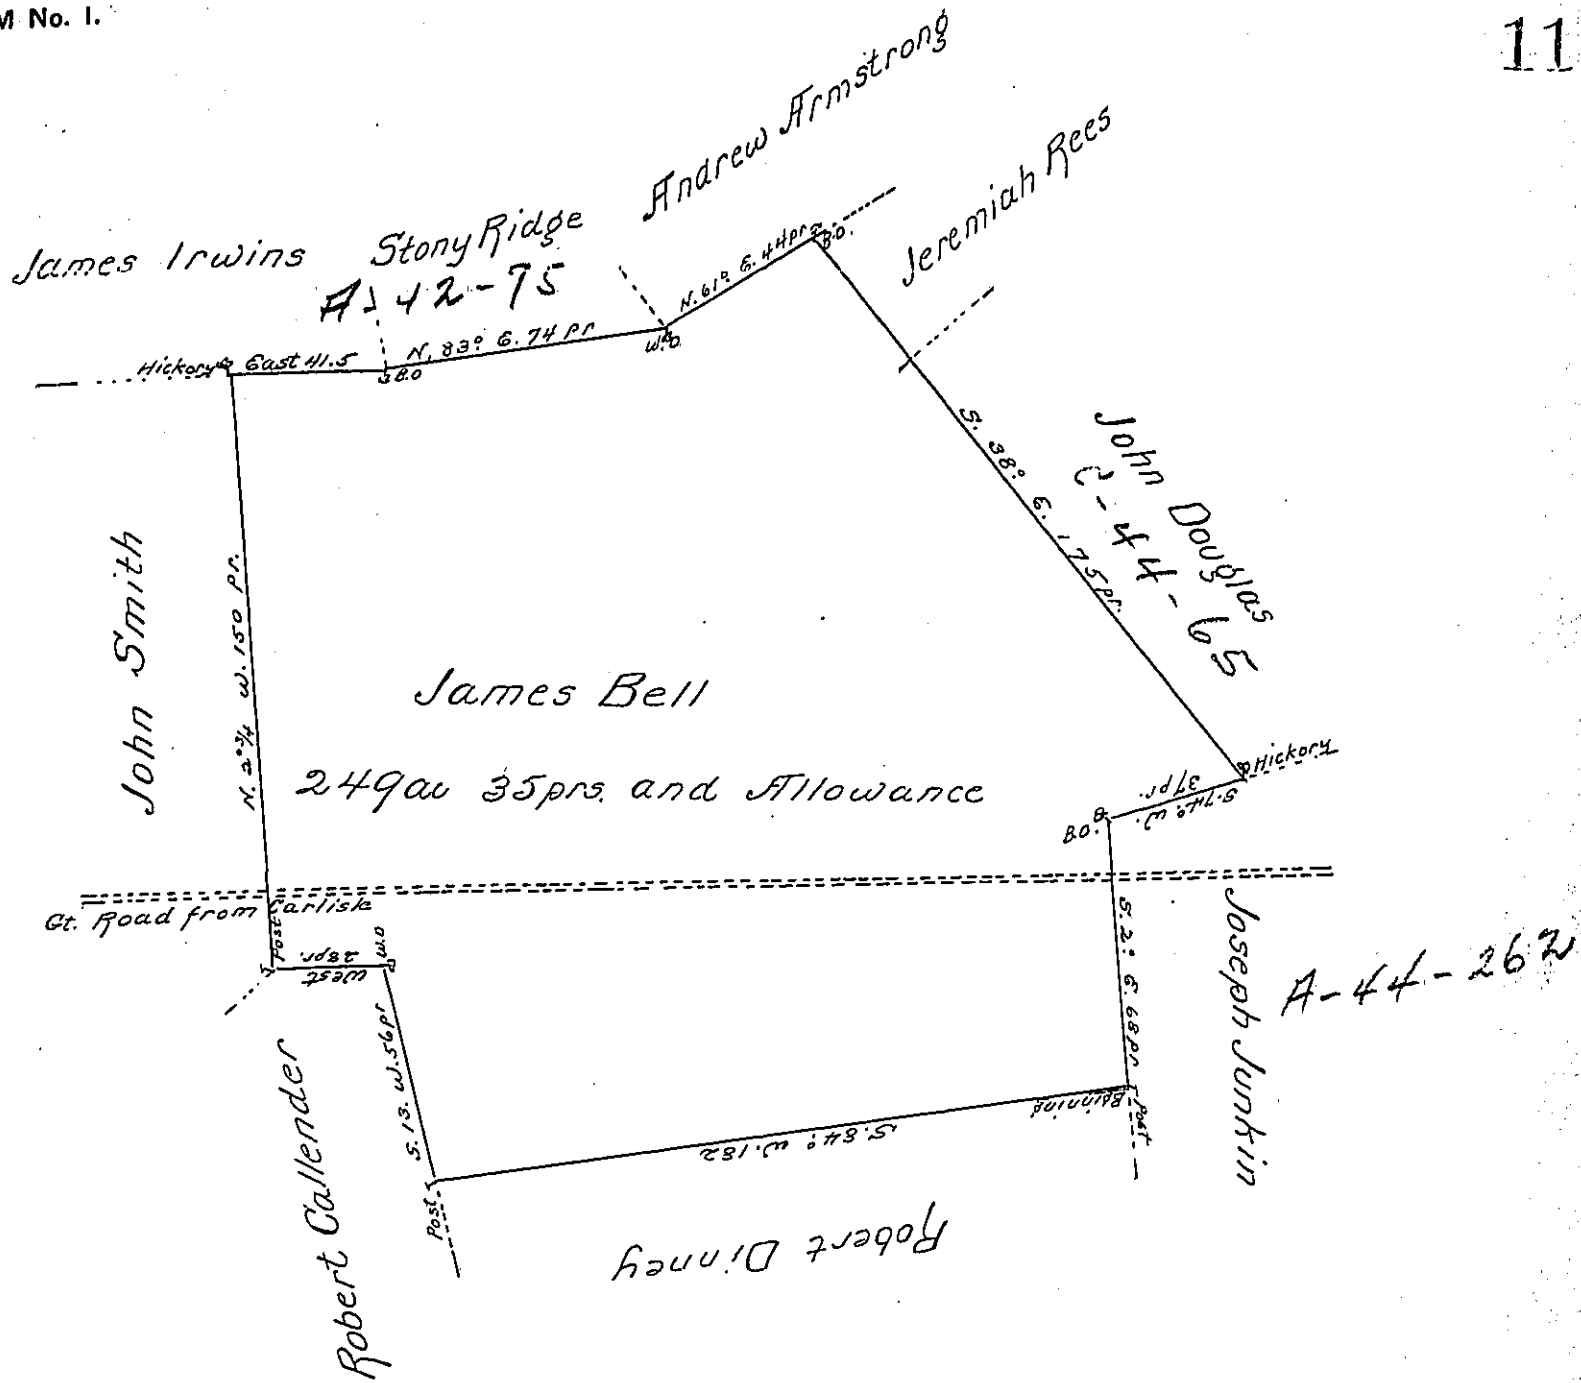 M No. I.
11
James Irwins
Stony Ridge
A-42-75
Andrew Armstrong
Jeremiah Rees
Hickory
East 41.5
B.O
N. 83° E. 74 Pr
W.O.
N. 61° E. 44 prs
B.O.
S. 38° E. 175 pr.
John Douglas
C-44-65
John Smith
N. 2°3/4 W. 150 Pr.
James Bell
249 au 35 prs. and Allowance
Hickory
S. 74° W.
37 pr.
B.O.
Gt. Road from Carlisle
Post
West
28 pr.
W.O
S. 13. W. 56 pr
S. 2° E. 68 pr
Joseph Junkin
A-44-262
Post
S. 84° W. 182
Post
Robert Callender
Robert Dinney